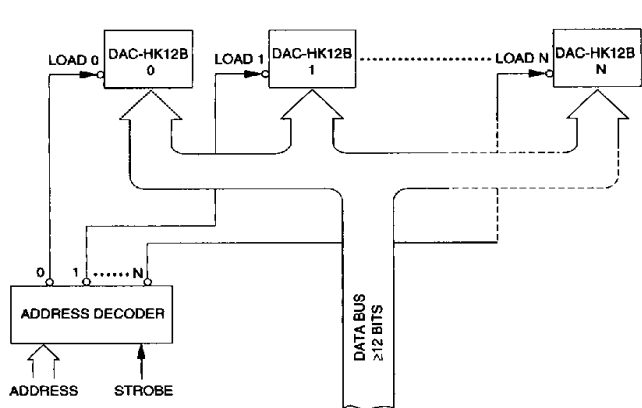 LOAD 0
DAC-HK12B
0
LOAD 1
DAC-HK12B
1
LOAD N
DAC-HK12B
N
0
1
N
ADDRESS DECODER
ADDRESS
STROBE
DATA BUS
≥12 BITS